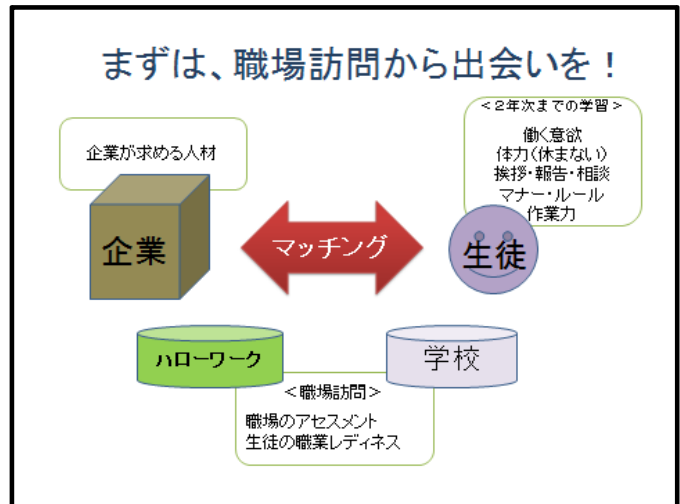 まずは、職場訪問から出会いを！
＜２年次までの学習＞
働く意欲
体力（休まない）
挨拶・報告・相談
マナー・ルール
作業力
企業が求める人材
企業
マッチング
生徒
ハローワーク
学校
＜職場訪問＞
職場のアセスメント
生徒の職業レディネス